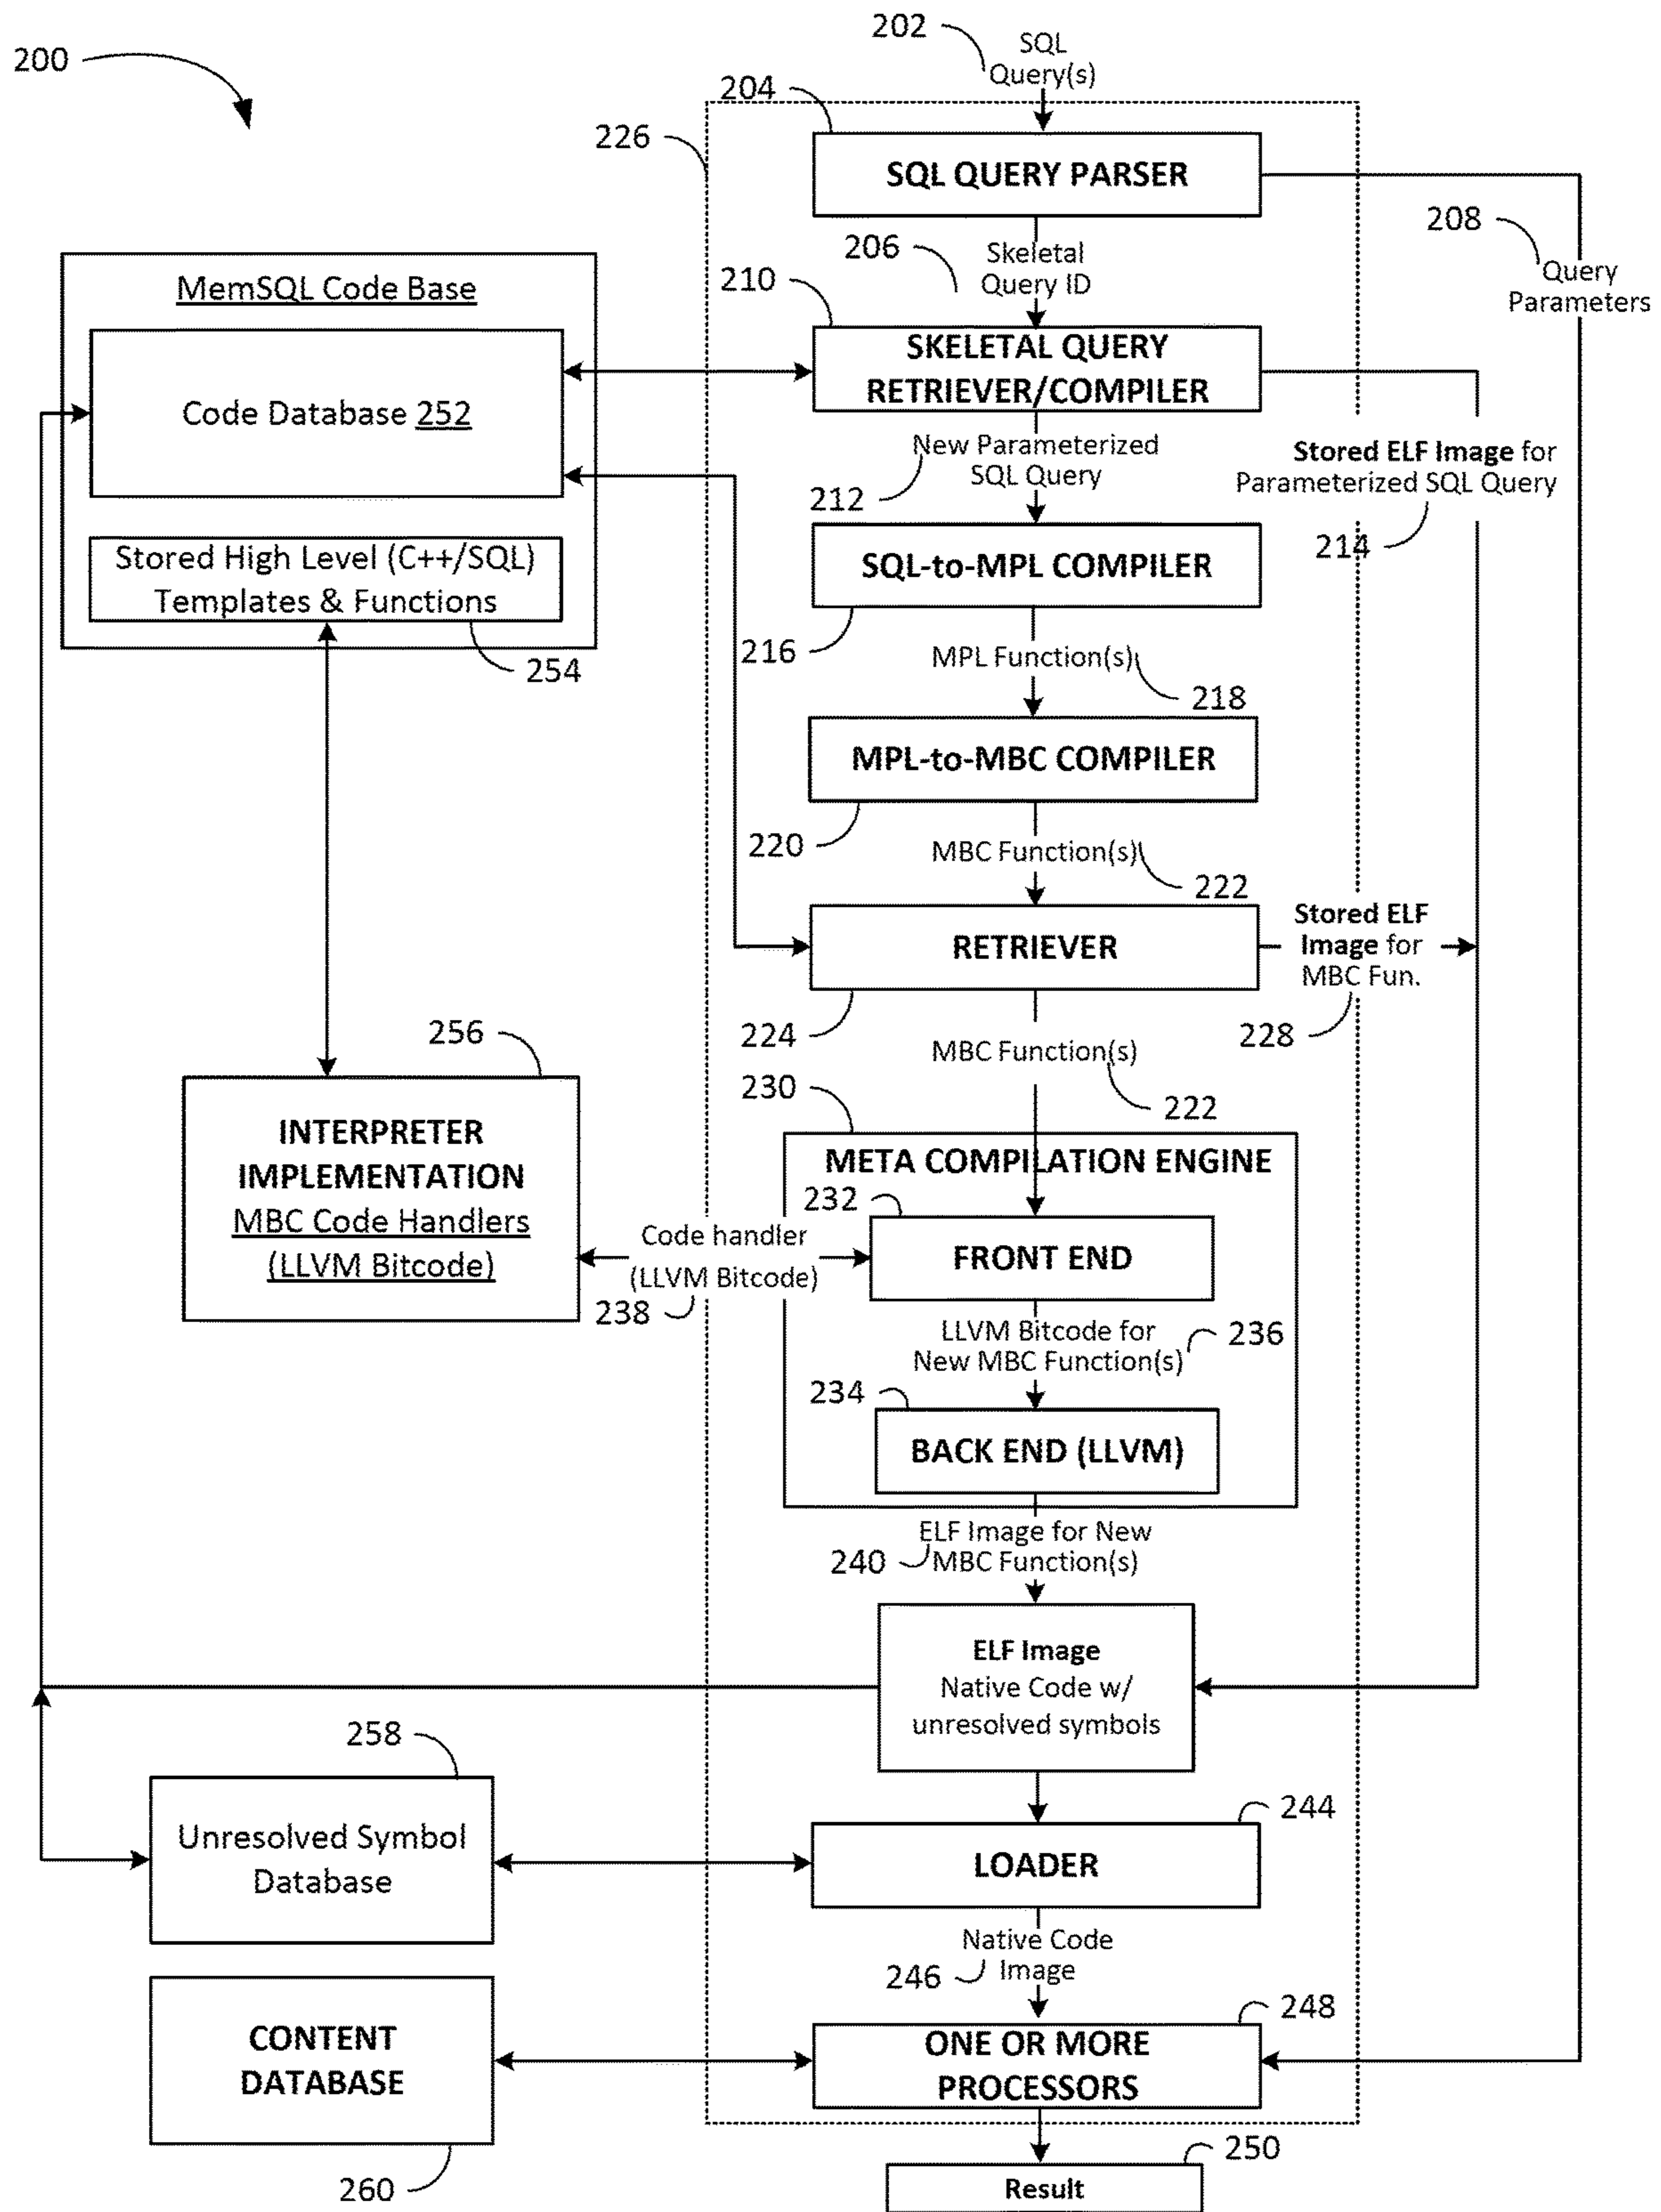 202
SQL
Query(s)
200
204
226
SQL QUERY PARSER
208
Query
Parameters
206
Skeletal
Query ID
210
MemSQL Code Base
SKELETAL QUERY
RETRIEVER/COMPILER
Code Database 252
New Parameterized
SQL Query
212
Stored ELF Image for
Parameterized SQL Query
214
Stored High Level (C++/SQL)
Templates & Functions
254
SQL-to-MPL COMPILER
216
MPL Function(s)
218
MPL-to-MBC COMPILER
220
MBC Function(s)
222
RETRIEVER
Stored ELF
Image for
MBC Fun.
224
228
MBC Function(s)
222
256
INTERPRETER
IMPLEMENTATION
MBC Code Handlers
(LLVM Bitcode)
230
META COMPILATION ENGINE
232
Code handler
(LLVM Bitcode)
238
FRONT END
LLVM Bitcode for
New MBC Function(s)
236
234
BACK END (LLVM)
ELF Image for New
MBC Function(s)
240
ELF Image
Native Code w/
unresolved symbols
258
Unresolved Symbol
Database
244
LOADER
Native Code
Image
246
248
CONTENT
DATABASE
ONE OR MORE
PROCESSORS
260
250
Result